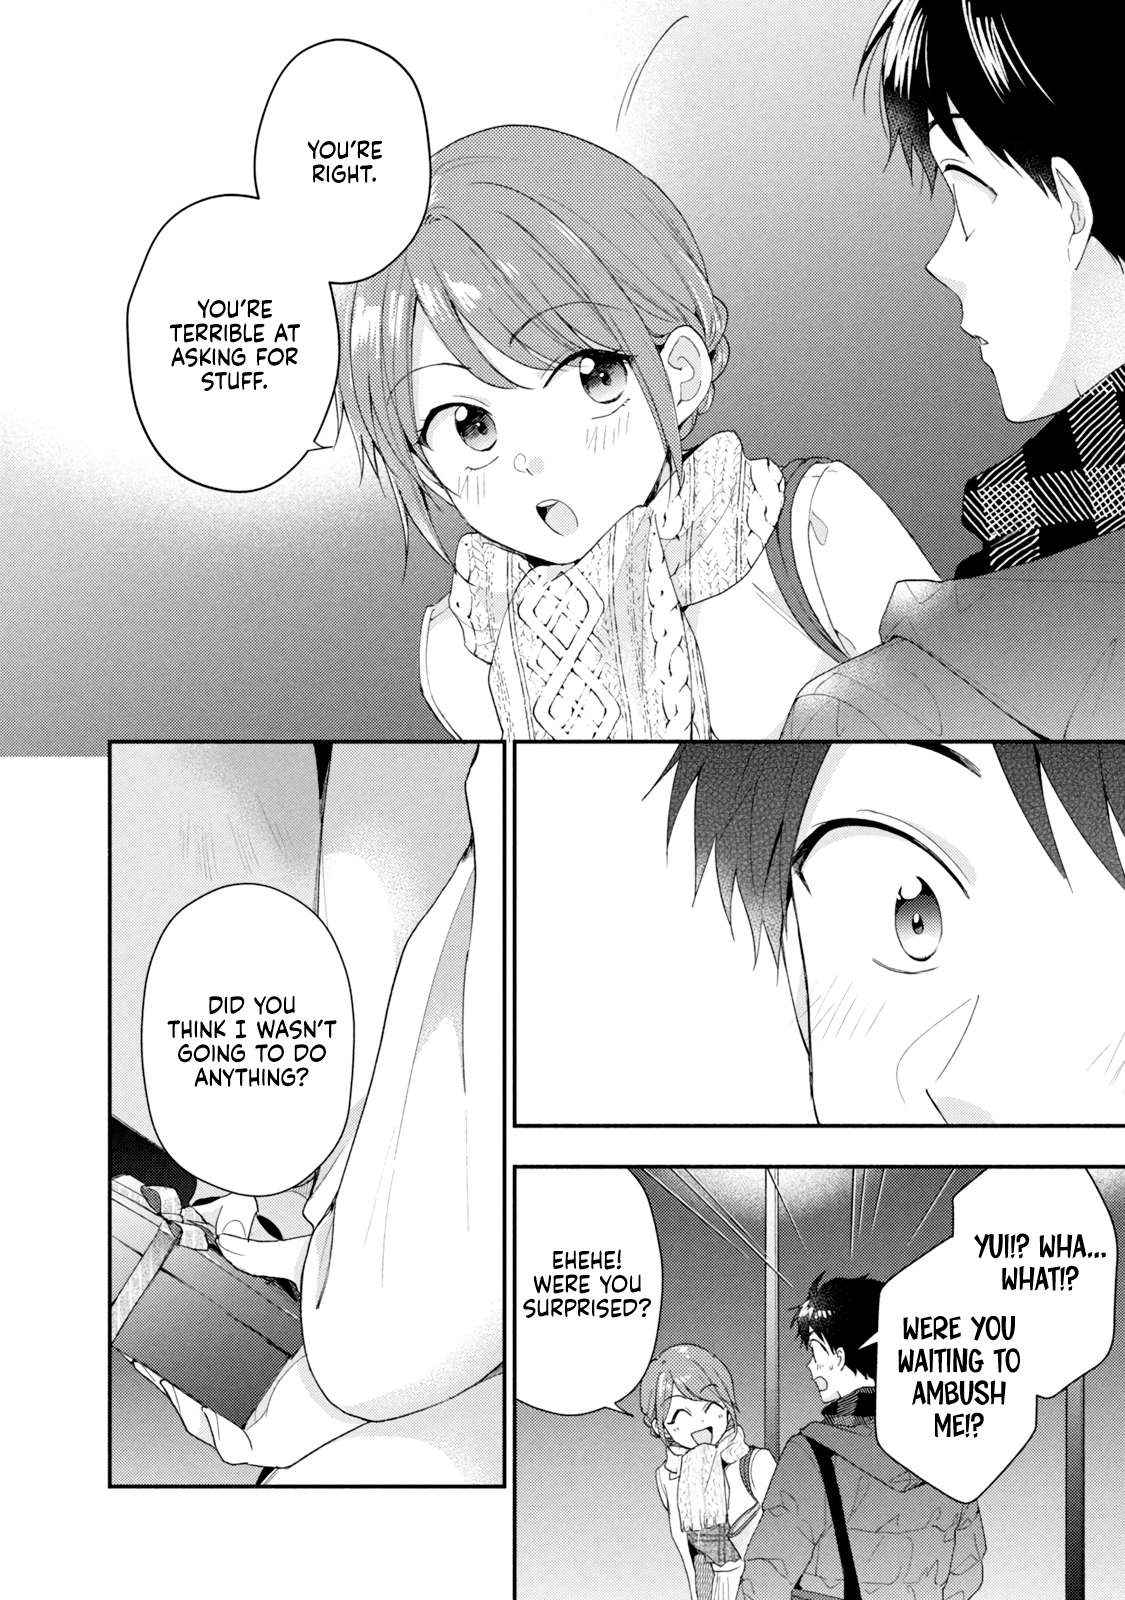 YOU'RE
RIGHT.
YOU'RE
TERRIBLE AT
ASKING FOR
STUFF.
YUI!? WHA...
WHAT!?
WERE YOU
WAITING TO
AMBUSH
ME!?
EHEHE!
WERE YOU
SURPRISED?
DID YOU
THINK I WASN'T
GOING TO DO
ANYTHING?